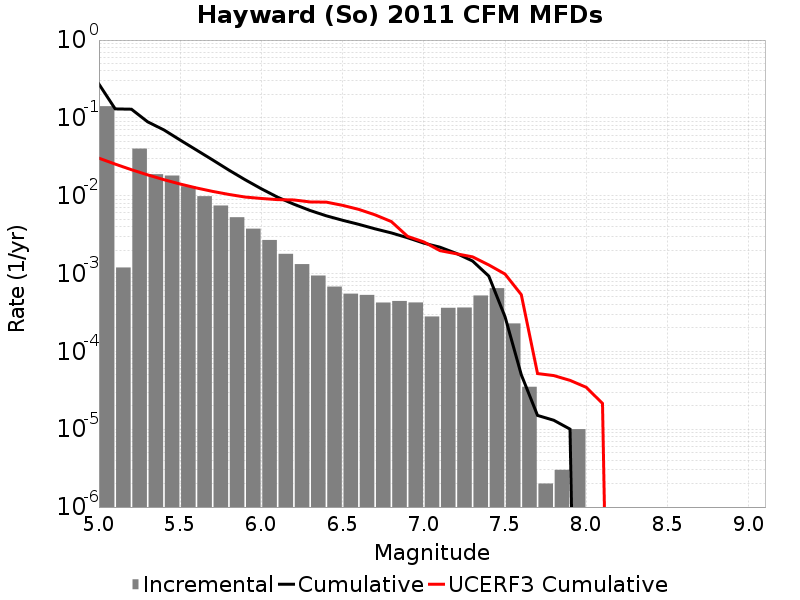 Hayward (So) 2011 CFM MFDs
10^0
10^-1
10^-2
10^-3
10^-4
10^-5
10^-6
Rate (1/yr)
5.0 5.5 6.0 6.5 7.0 7.5 8.0 8.5 9.0
Magnitude
Incremental Cumulative UCERF3 Cumulative